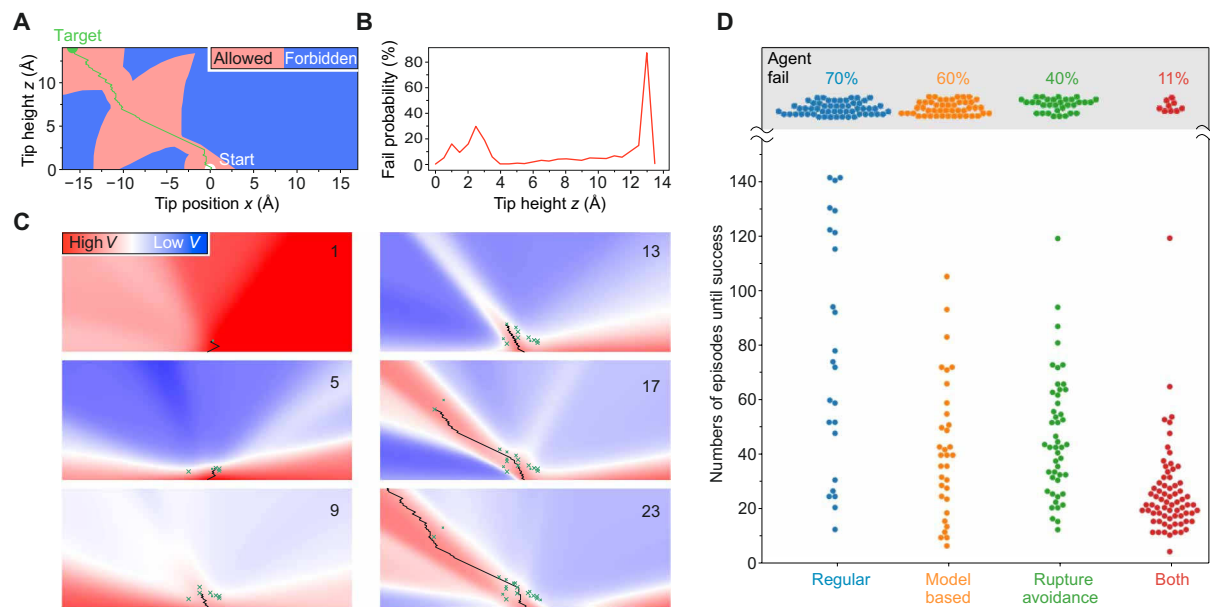 A
Target
Allowed Forbidden
Start
Tip height z (Å)
10
5
0
−15 −10 −5 0 5 10 15
Tip position x (Å)
B
Fail probability (%)
80
60
40
20
0
0 2 4 6 8 10 12 14
Tip height z (Å)
C
High V Low V
1
5
9
13
17
23
D
Agent
fail
70% 60% 40% 11%
Numbers of episodes until success
140
120
100
80
60
40
20
0
Regular
Model
based
Rupture
avoidance
Both